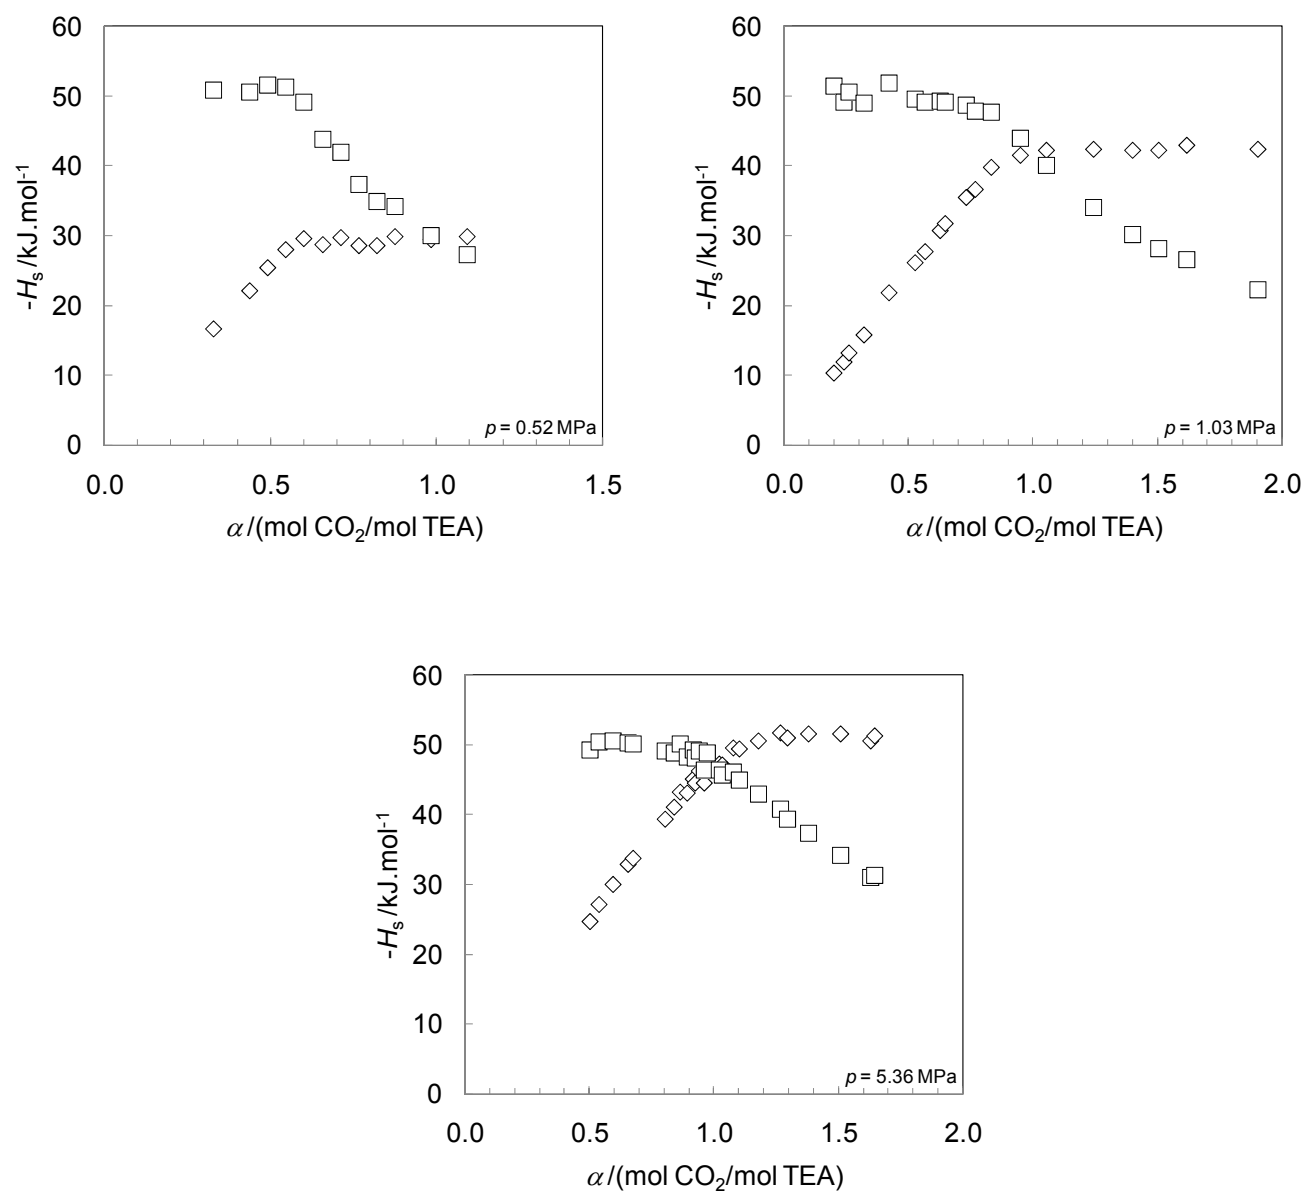 60
50
40
30
20
10
0
-Hs /kJ.mol-1
p = 0.52 MPa
0.0 0.5 1.0 1.5
α /(mol CO2/mol TEA)
60
50
40
30
20
10
0
-Hs /kJ.mol-1
p = 1.03 MPa
0.0 0.5 1.0 1.5 2.0
α /(mol CO2/mol TEA)
60
50
40
30
20
10
0
-Hs /kJ.mol-1
p = 5.36 MPa
0.0 0.5 1.0 1.5 2.0
α /(mol CO2/mol TEA)